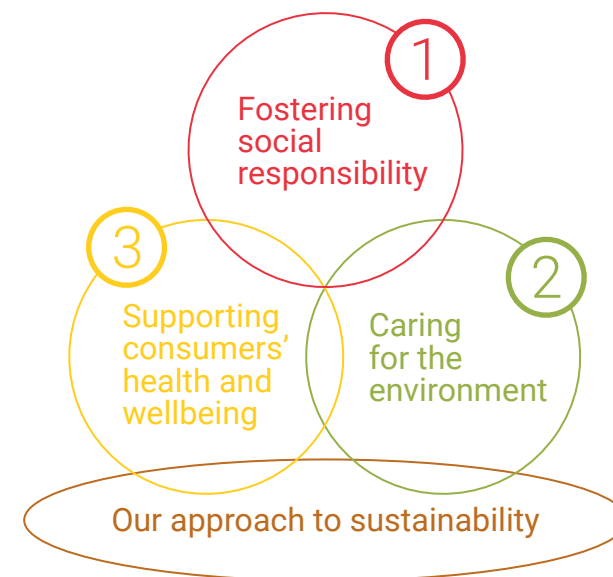 1
Fostering
social
responsibility
3
2
Supporting
consumers’
health and
wellbeing
Caring
for the
environment
Our approach to sustainability